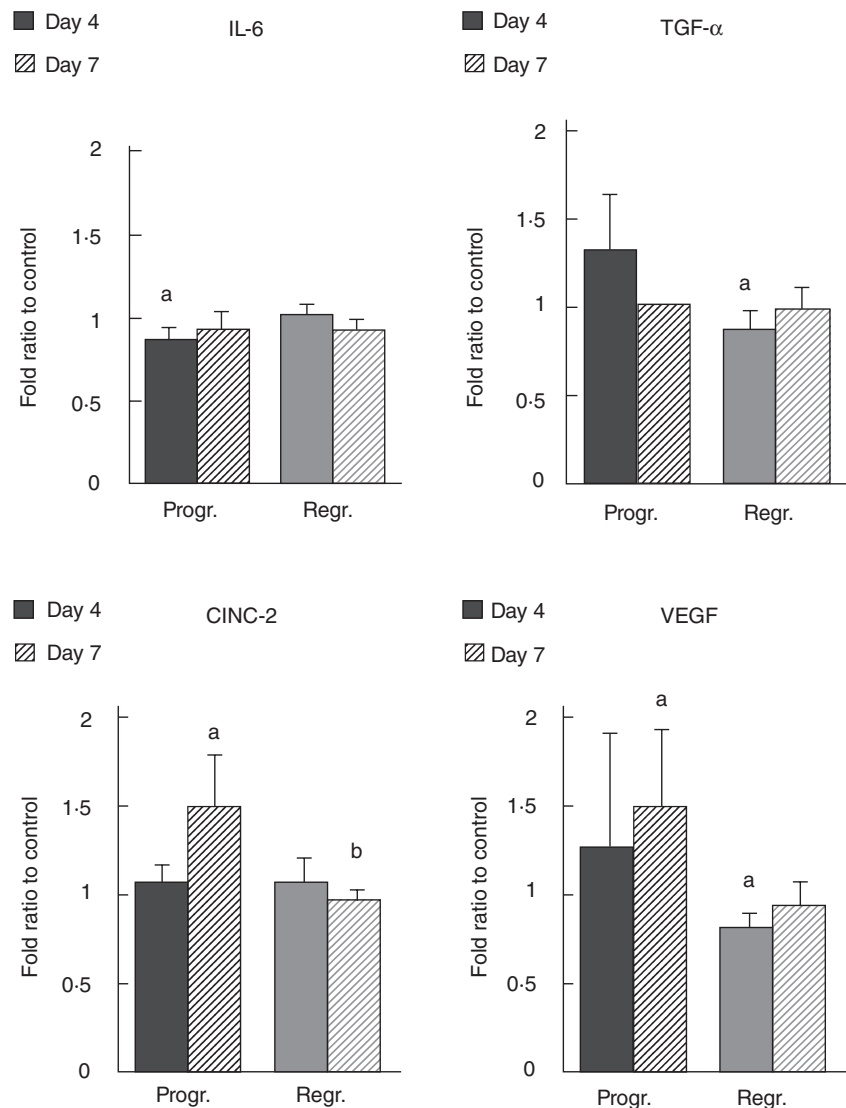 Day 4
Day 7
IL-6
2
1·5
1
0·5
0
Fold ratio to control
a
Progr.
Regr.
Day 4
Day 7
TGF-α
2
1·5
1
0·5
0
Fold ratio to control
a
Progr.
Regr.
Day 4
Day 7
CINC-2
2
1·5
1
0·5
0
Fold ratio to control
a
b
Progr.
Regr.
Day 4
Day 7
VEGF
2
1·5
1
0·5
0
Fold ratio to control
a
a
Progr.
Regr.